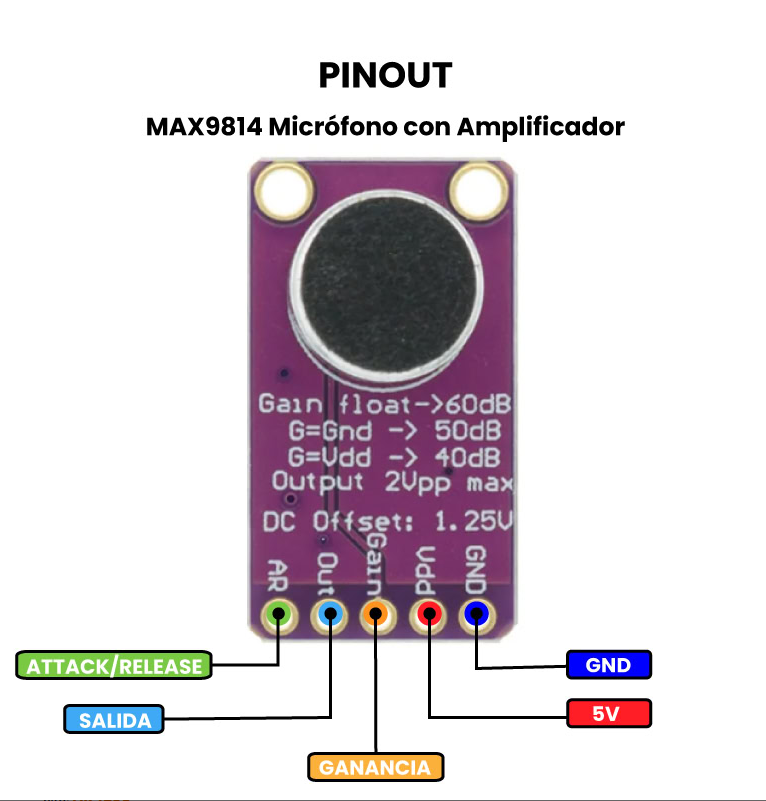 PINOUT
MAX9814 Micrófono con Amplificador
Gain float->60dB
G=Gnd -> 50dB
G=Vdd -> 40dB
Output 2Vpp max
DC Offset: 1.25V
AR Out Gain Vdd GND
ATTACK/RELEASE
GND
SALIDA
5V
GANANCIA